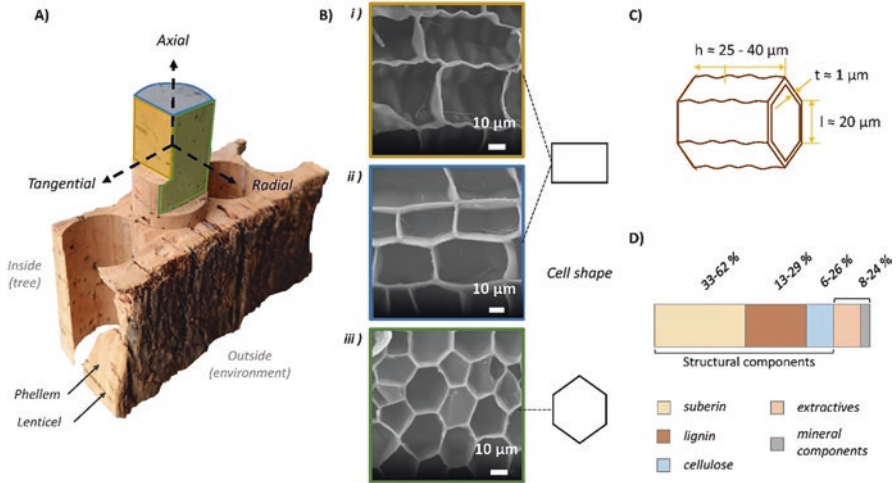 A)
Axial
Tangential
Radial
Inside
(tree)
Outside
(environment)
Phellem
Lenticel
B)
i)
10 µm
ii)
10 µm
iii)
10 µm
Cell shape
C)
h ≈ 25 - 40 µm
t ≈ 1 µm
l ≈ 20 µm
D)
33-62 %
13-29 %
6-26 %
8-24 %
Structural components
suberin
lignin
cellulose
extractives
mineral
components